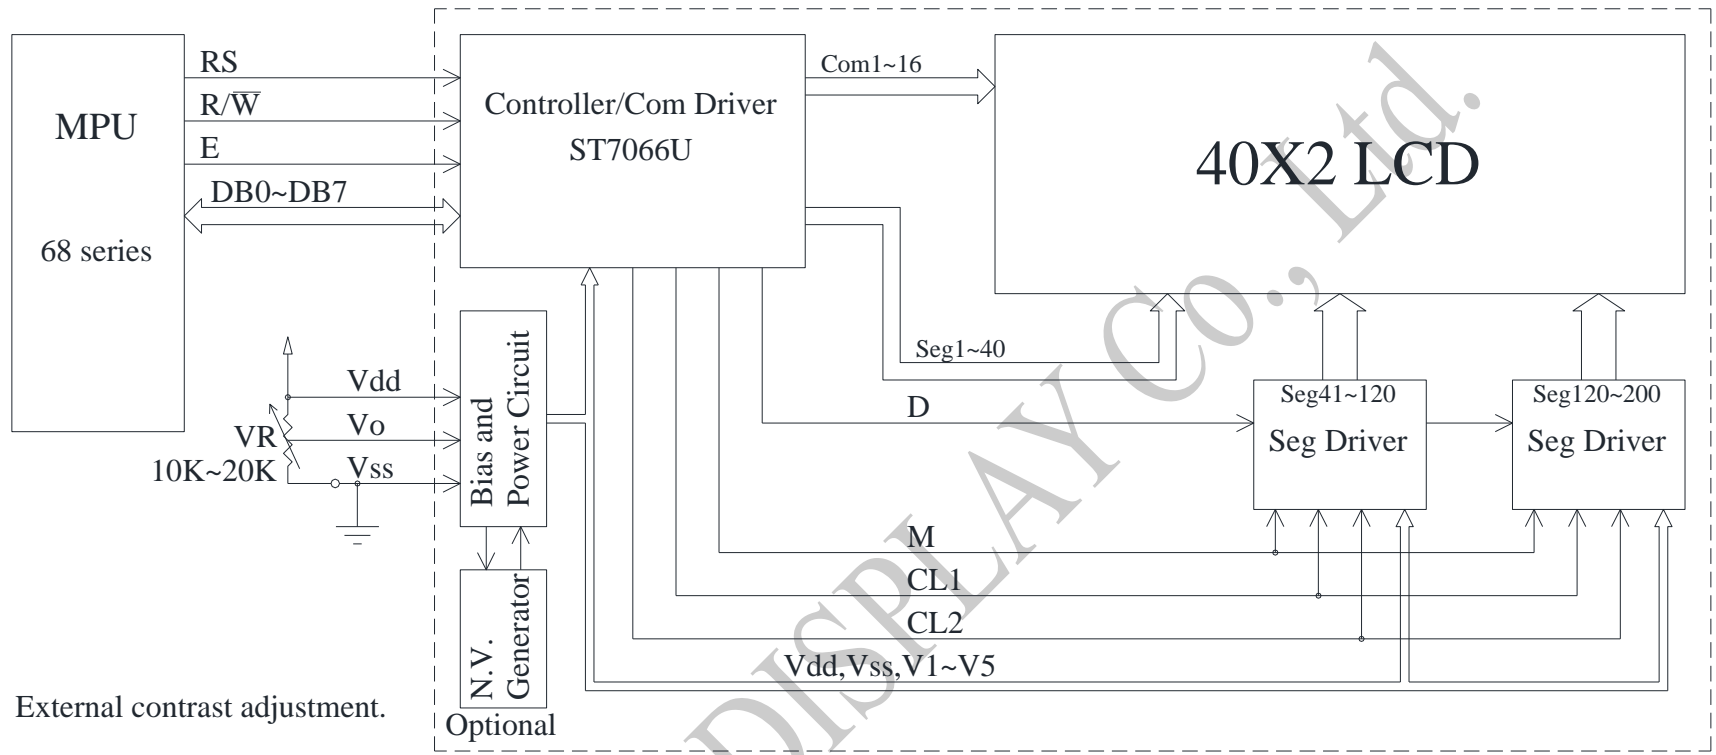 MPU
68 series
RS
R/W̅
E
DB0~DB7
Controller/Com Driver
ST7066U
Com1~16
40X2 LCD
Seg1~40
D
Seg41~120
Seg Driver
Seg120~200
Seg Driver
Vdd
Vo
Vss
VR
10K~20K
Bias and
Power Circuit
M
CL1
CL2
Vdd,Vss,V1~V5
N.V.
Generator
Optional
External contrast adjustment.
DISPLAY Co., Ltd.